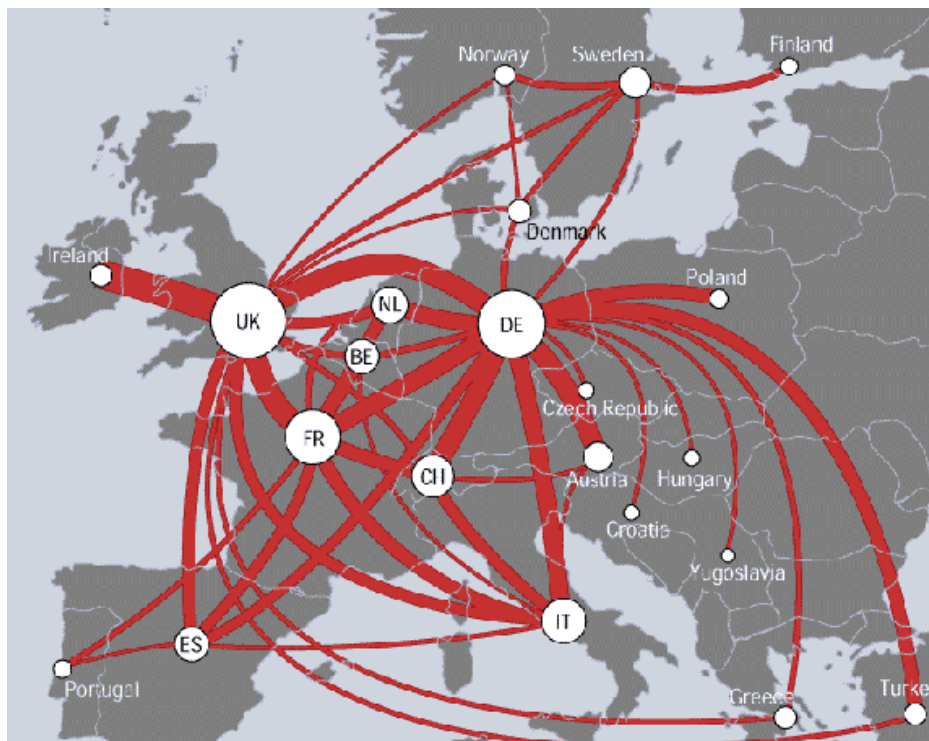 Norway
Sweden
Finland
Denmark
Ireland
Poland
NL
UK
DE
BE
Czech Republic
FR
CH
Austria
Hungary
Croatia
Yugoslavia
IT
ES
Portugal
Greece
Turke